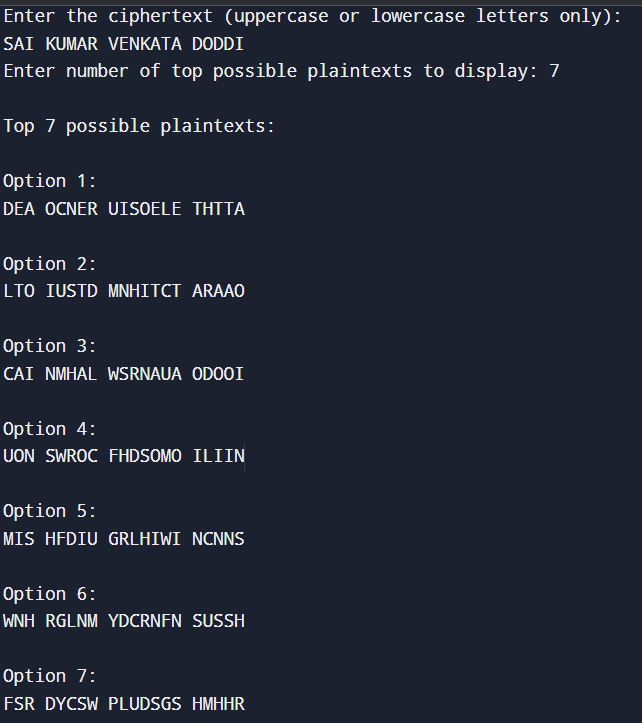 Enter the ciphertext (uppercase or lowercase letters only):
SAI KUMAR VENKATA DODDI
Enter number of top possible plaintexts to display: 7
Top 7 possible plaintexts:
Option 1:
DEA OCNER UISOELE THTTA
Option 2:
LTO IUSTD MNHITCT ARAAO
Option 3:
CAI NMHAL WSRNAUA ODOOI
Option 4:
UON SWROC FHDSOMO ILIIN
Option 5:
MIS HFDIU GRLHIWI NCNNS
Option 6:
WNH RGLNM YDCRNFN SUSSH
Option 7:
FSR DYCSW PLUDSGS HMHHR